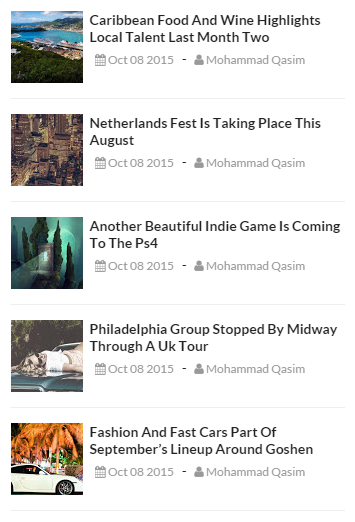 Caribbean Food And Wine Highlights
Local Talent Last Month Two
Oct 08 2015 - Mohammad Qasim
Netherlands Fest Is Taking Place This
August
Oct 08 2015 - Mohammad Qasim
Another Beautiful Indie Game Is Coming
To The Ps4
Oct 08 2015 - Mohammad Qasim
Philadelphia Group Stopped By Midway
Through A Uk Tour
Oct 08 2015 - Mohammad Qasim
Fashion And Fast Cars Part Of
September's Lineup Around Goshen
Oct 08 2015 - Mohammad Qasim